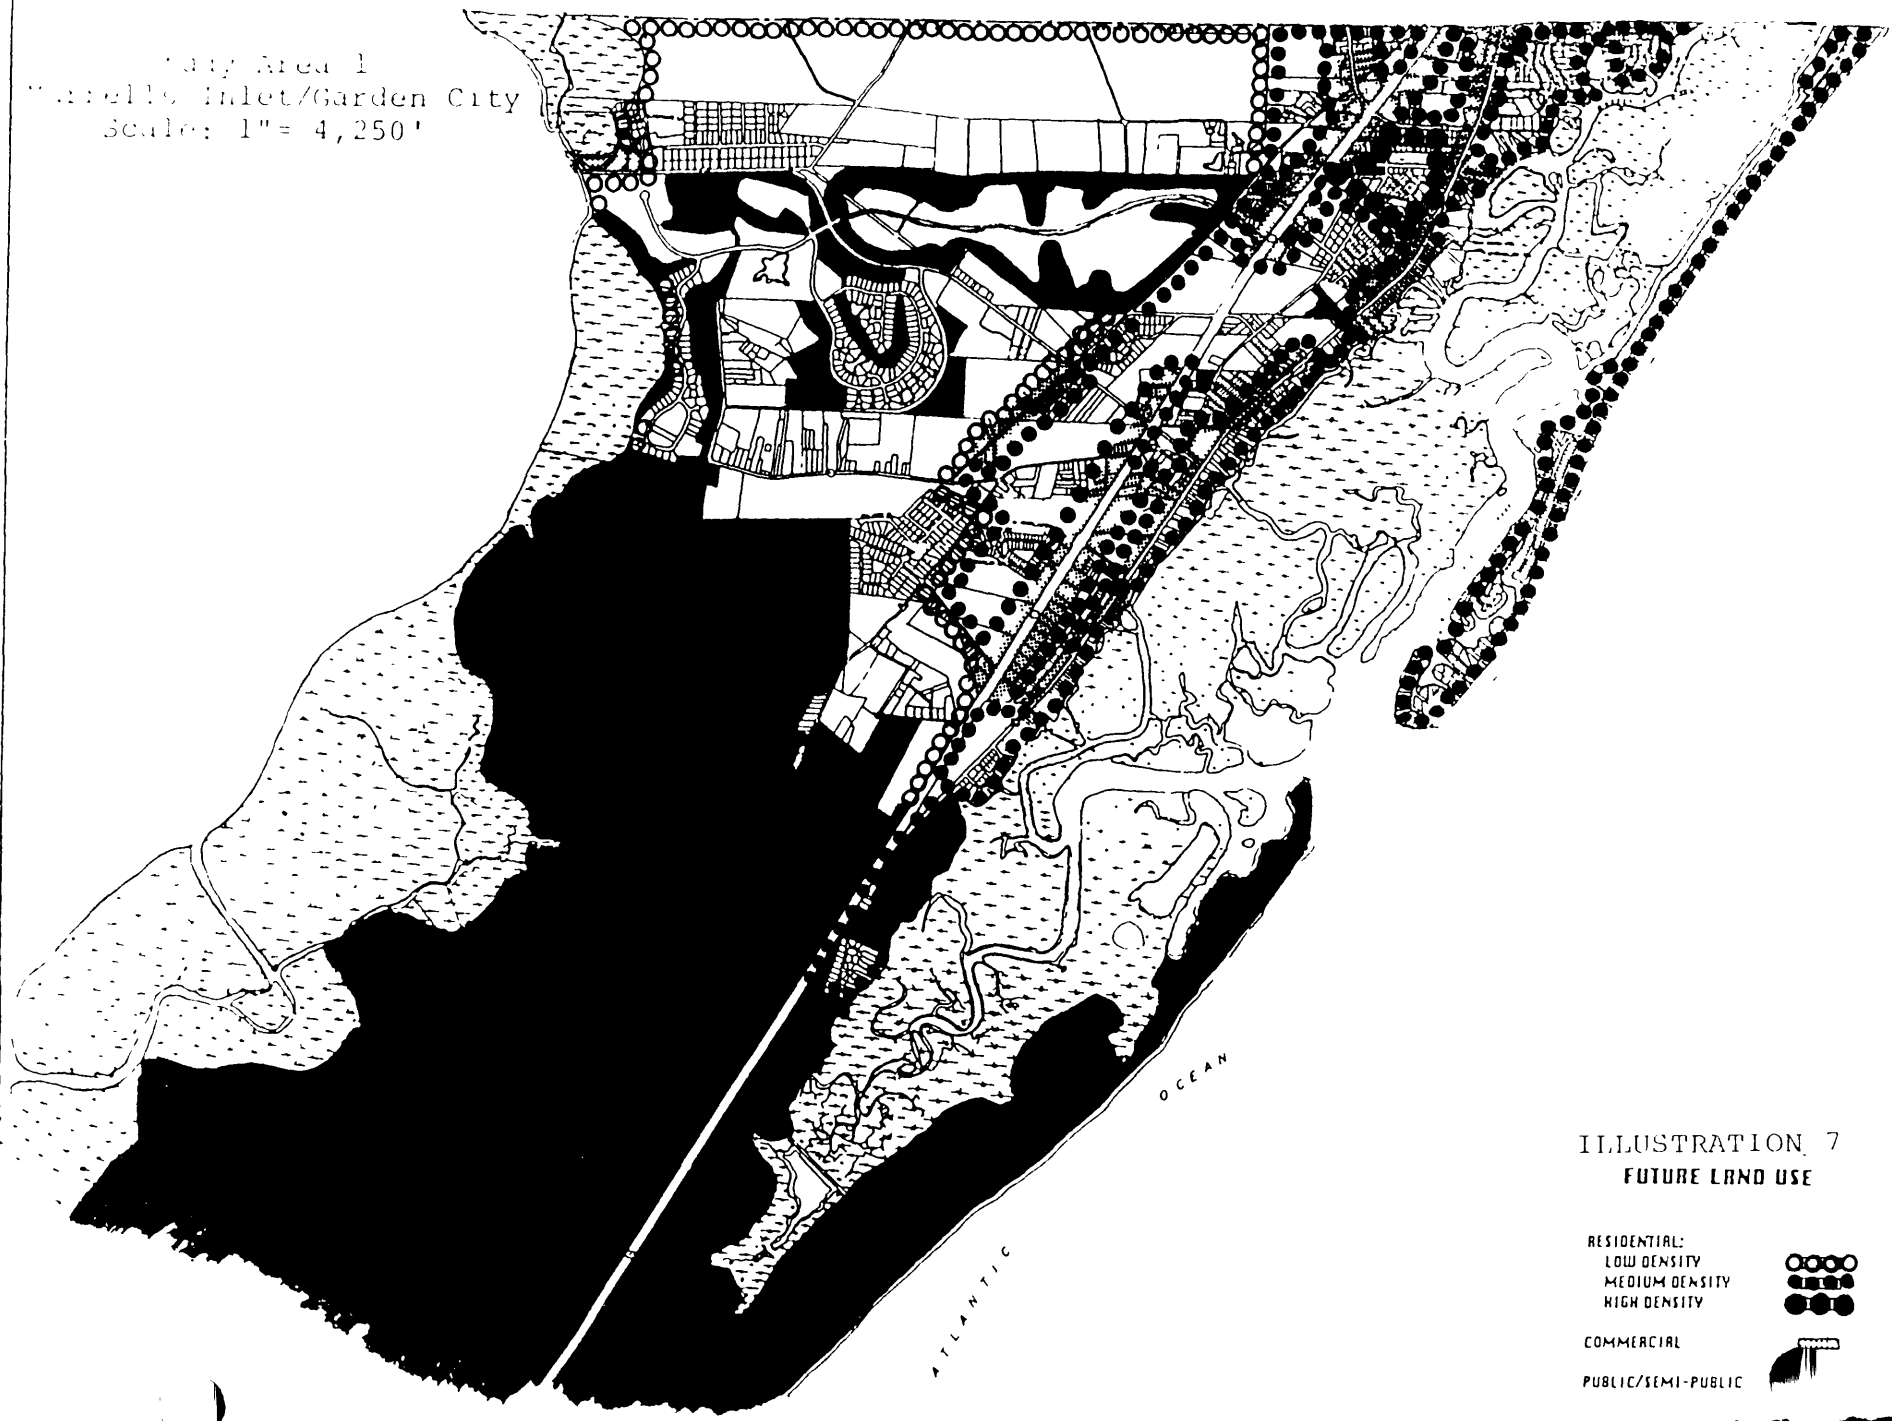 Area 1
Inlet/Garden City
Scale: 1"= 4,250'
OCEAN
ATLANTIC
ILLUSTRATION 7
FUTURE LAND USE
RESIDENTIAL:
LOW DENSITY
MEDIUM DENSITY
HIGH DENSITY
COMMERCIAL
PUBLIC/SEMI-PUBLIC